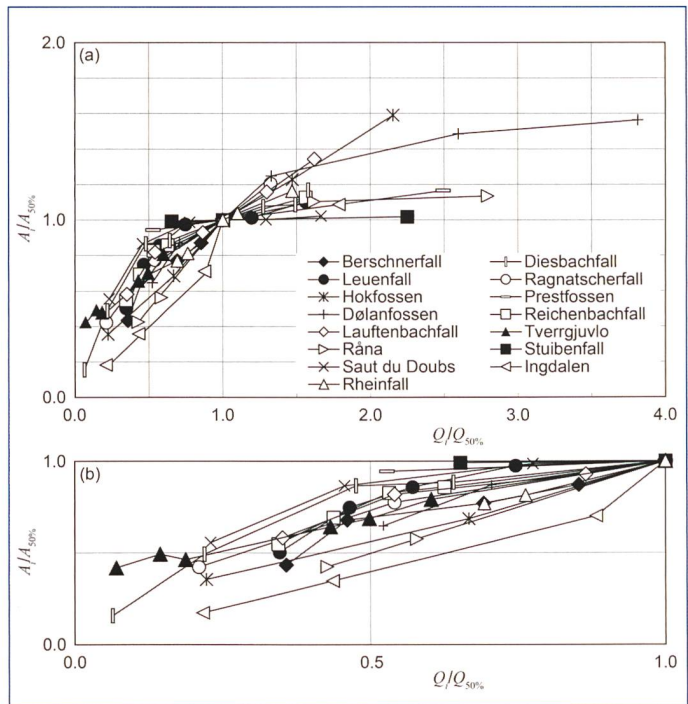 (a)
2.0
1.0
0.0
A/A50%
0.0 1.0 2.0 3.0 4.0
Qi/Q50%
Berschnerfall Diesbachfall
Leuenfall Ragnatscherfall
Hokfossen Prestfossen
Dølanfossen Reichenbachfall
Lauftenbachfall Tverrgjuvlo
Råna Stuibenfall
Saut du Doubs Ingdalen
Rheinfall
(b)
1.0
0.0
A/A50%
0.0 0.5 1.0
Qi/Q50%